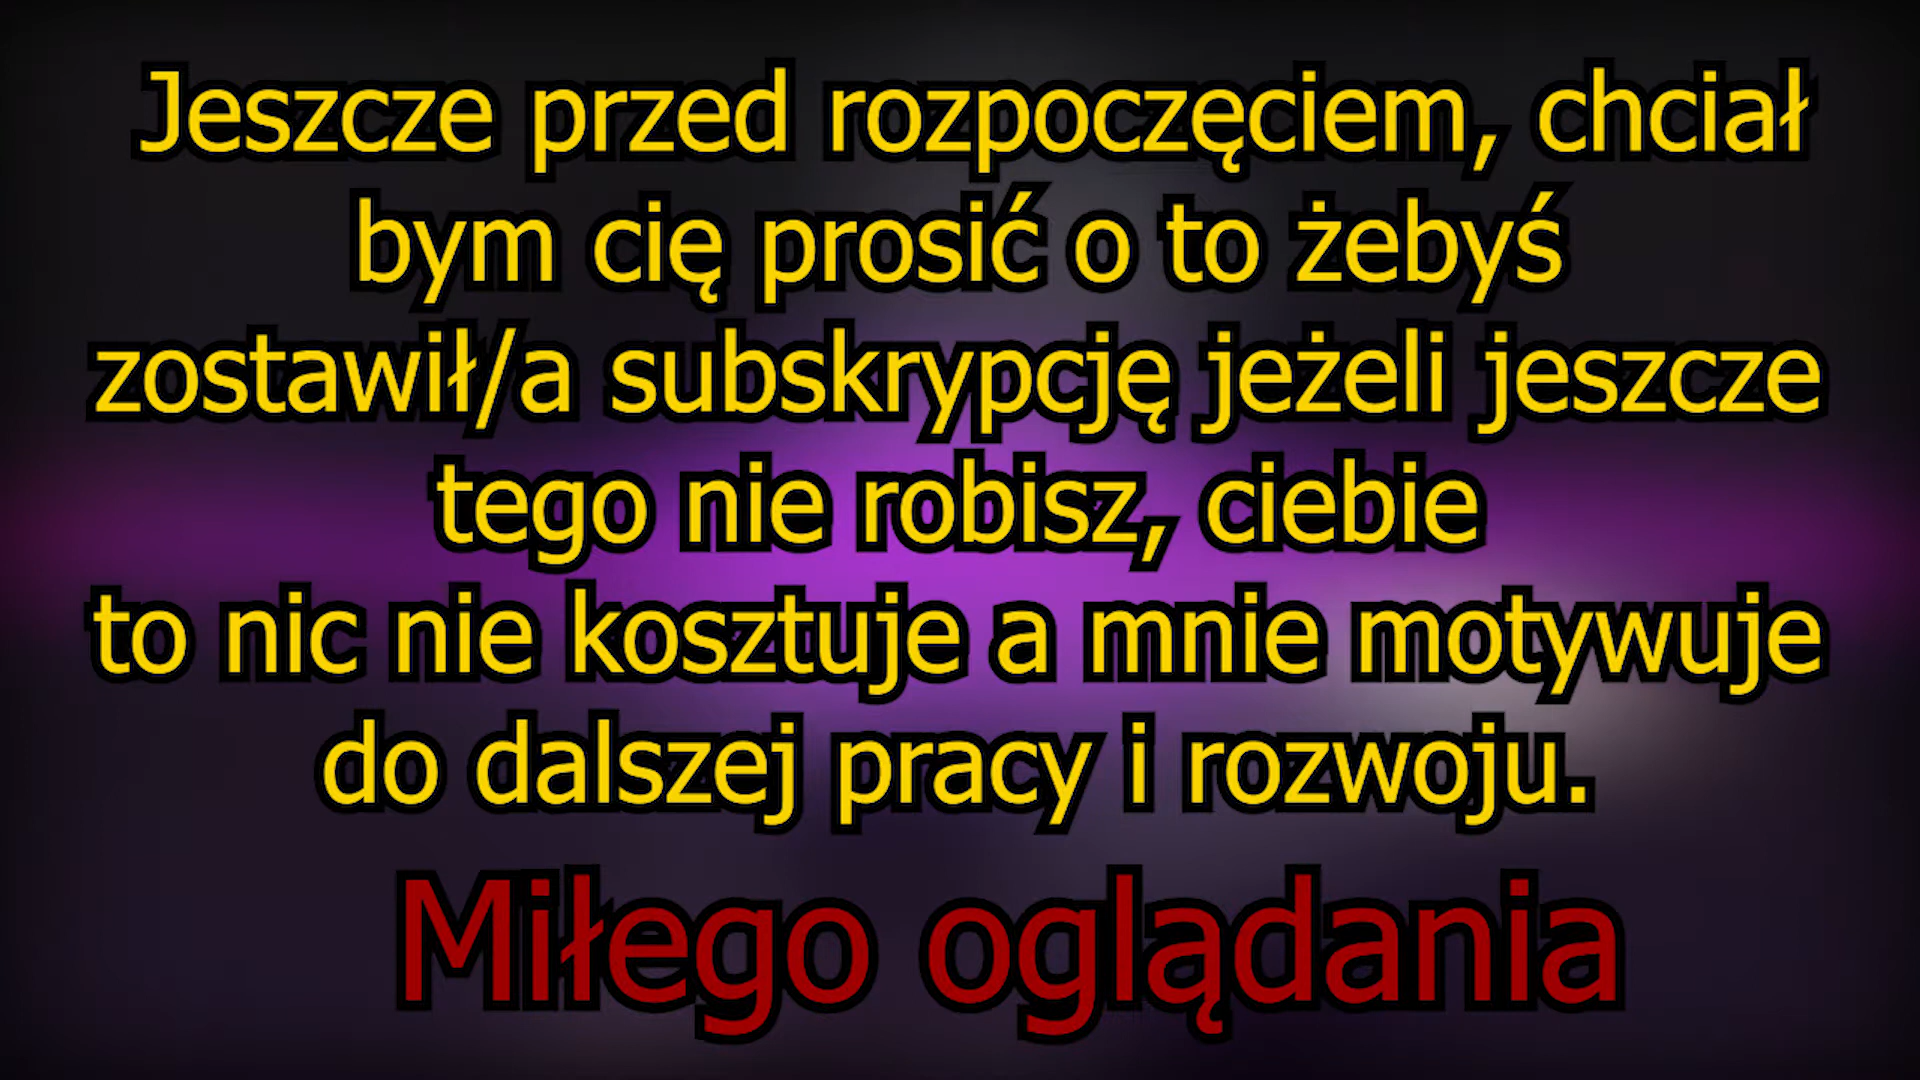 Jeszcze przed rozpoczęciem, chciał
bym cię prosić o to żebyś
zostawił/a subskrypcję jeżeli jeszcze
tego nie robisz, ciebie
to nic nie kosztuje a mnie motywuje
do dalszej pracy i rozwoju.
Miłego oglądania